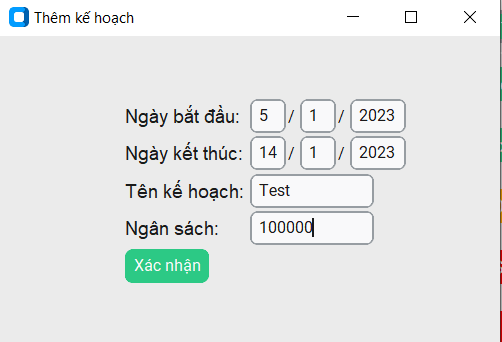 Thêm kế hoạch
Ngày bắt đầu: 5 / 1 / 2023
Ngày kết thúc: 14 / 1 / 2023
Tên kế hoạch: Test
Ngân sách: 100000
Xác nhận